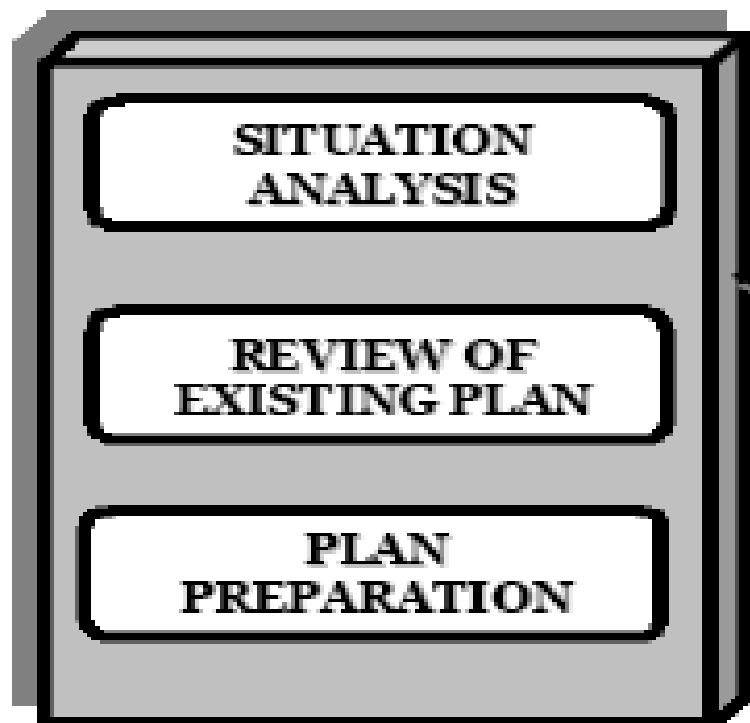 SITUATION
ANALYSIS
REVIEW OF
EXISTING PLAN
PLAN
PREPARATION